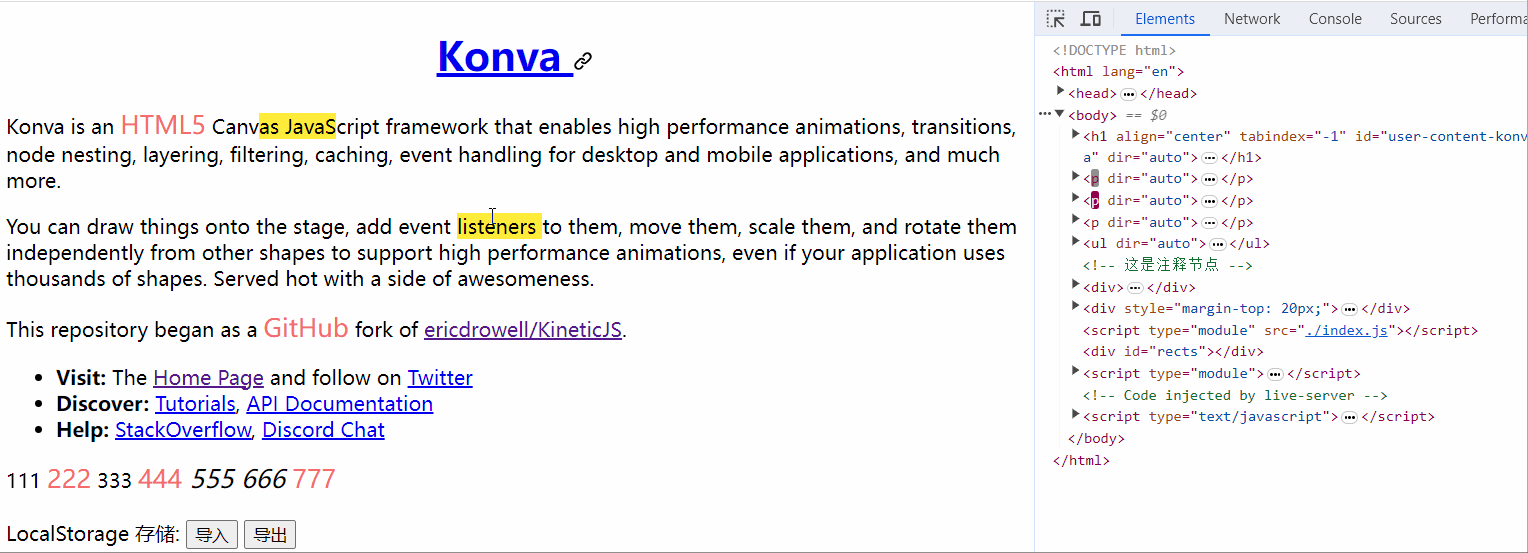 Konva
Konva is an HTML5 Canvas JavaScript framework that enables high performance animations, transitions,
node nesting, layering, filtering, caching, event handling for desktop and mobile applications, and much
more.
You can draw things onto the stage, add event listeners to them, move them, scale them, and rotate them
independently from other shapes to support high performance animations, even if your application uses
thousands of shapes. Served hot with a side of awesomeness.
This repository began as a GitHub fork of ericdrowell/KineticJS.
• Visit: The Home Page and follow on Twitter
• Discover: Tutorials, API Documentation
• Help: StackOverflow, Discord Chat
111 222 333 444 555 666 777
LocalStorage 存储: 导入 导出
Elements Network Console Sources Performa
<!DOCTYPE html>
<html lang="en">
<head>…</head>
<body> == $0
<h1 align="center" tabindex="-1" id="user-content-konv
a" dir="auto">…</h1>
<p dir="auto">…</p>
<p dir="auto">…</p>
<p dir="auto">…</p>
<ul dir="auto">…</ul>
<!-- 这是注释节点 -->
<div>…</div>
<div style="margin-top: 20px;">…</div>
<script type="module" src="./index.js"></script>
<div id="rects"></div>
<script type="module">…</script>
<!-- Code injected by live-server -->
<script type="text/javascript">…</script>
</body>
</html>